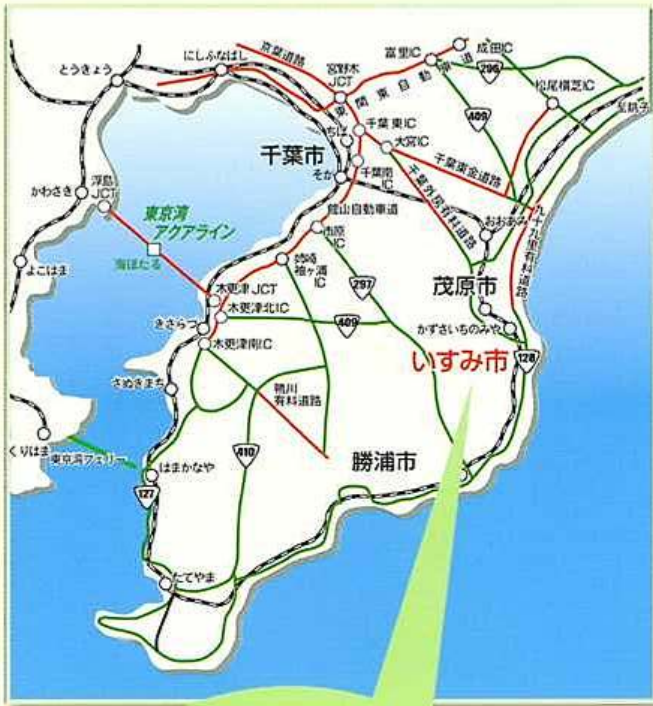 とうきょう
にしふなばし
京葉道路
宮野木
JCT
東関東自動車道
富里IC
成田IC
296
松尾横芝IC
至銚子
409
ちば
千葉東IC
大宮IC
千葉市
そが
千葉南
IC
千葉東金道路
千葉外房有料道路
かわさき
浮島
JCT
東京湾
アクアライン
海ほたる
館山自動車道
市原
IC
おおあみ
九十九里有料道路
よこはま
姉崎
袖ヶ浦
IC
297
茂原市
木更津JCT
木更津北IC
409
きさらづ
木更津南IC
かずさいちのみや
いすみ市
128
さぬきまち
鴨川
有料道路
410
勝浦市
くりはま
東京湾フェリー
はまかなや
127
たてやま